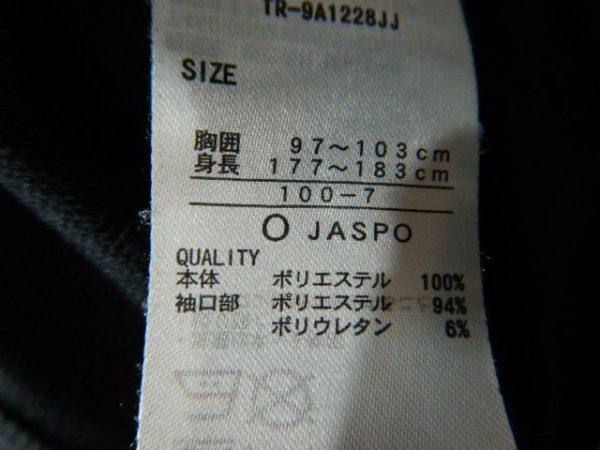 TR-9A1228JJ
SIZE
胸囲 97～103cm
身長 177～183cm
100-7
O JASPO
QUALITY
本体 ポリエステル 100%
袖口部 ポリエステル 94%
ポリウレタン 6%